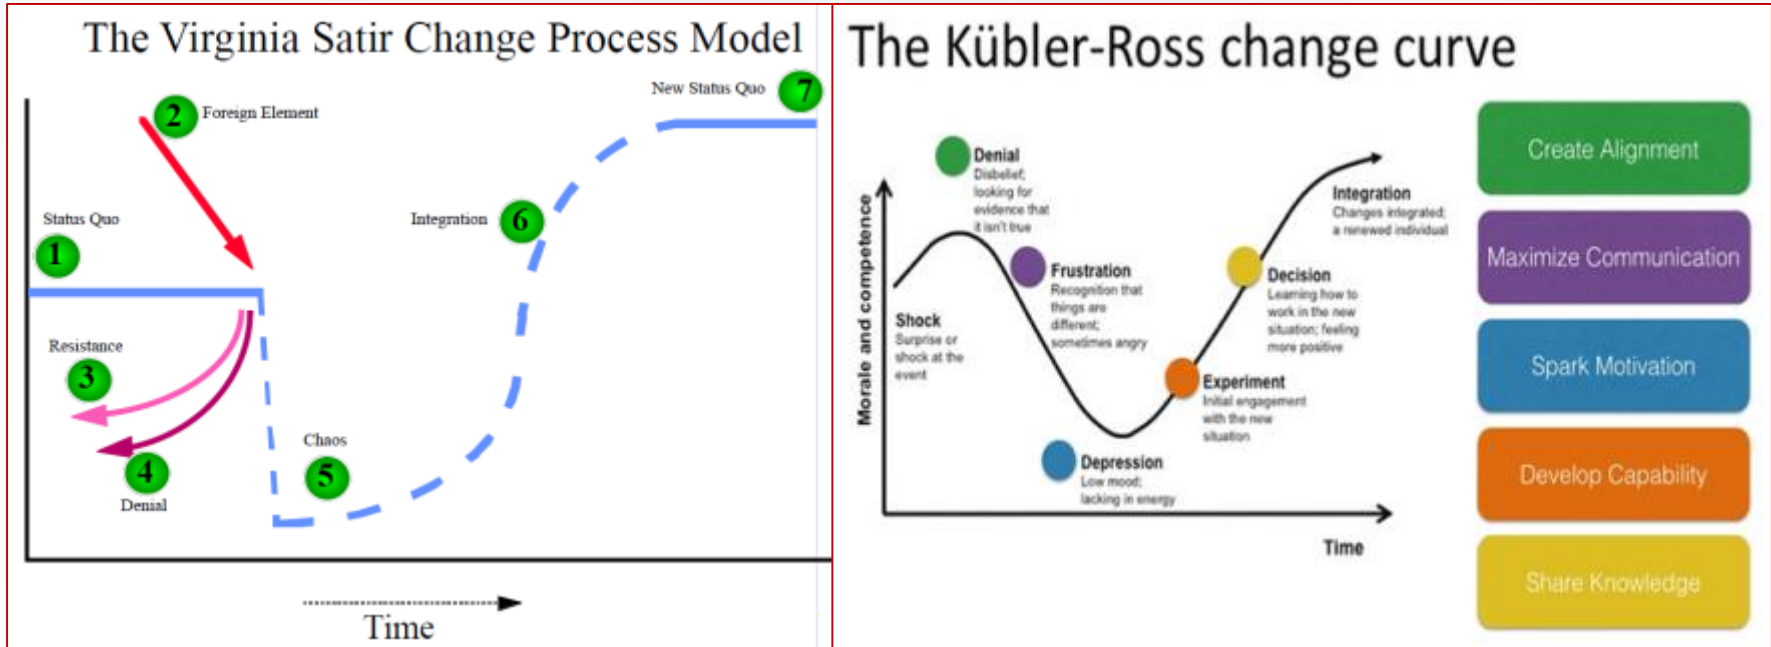 The Virginia Satir Change Process Model
New Status Quo
7
2
Foreign Element
Status Quo
1
Integration
6
Resistance
3
Chaos
5
4
Denial
Time
The Kübler-Ross change curve
Morale and competence
Shock
Surprise or
shock at the
event
Denial
Disbelief;
looking for
evidence that
it isn't true
Frustration
Recognition that
things are
different;
sometimes angry
Depression
Low mood;
lacking in energy
Experiment
Initial engagement
with the new
situation
Decision
Learning how to
work in the new
situation; feeling
more positive
Integration
Changes integrated;
a renewed individual
Time
Create Alignment
Maximize Communication
Spark Motivation
Develop Capability
Share Knowledge